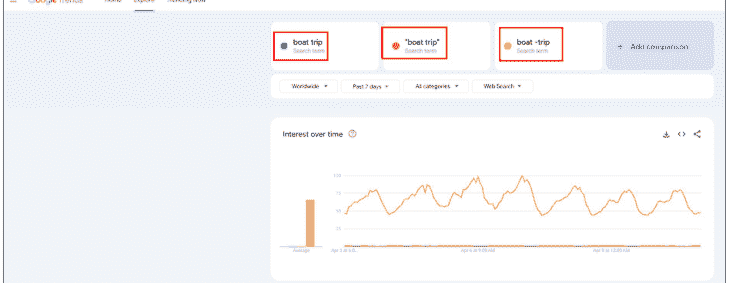 Google Trends Home Explore Trending now
boat trip "boat trip" boat -trip + Add comparison
Search term Search term Search term
Worldwide Past 7 days All categories Web Search
Interest over time
100
75
50
25
Average